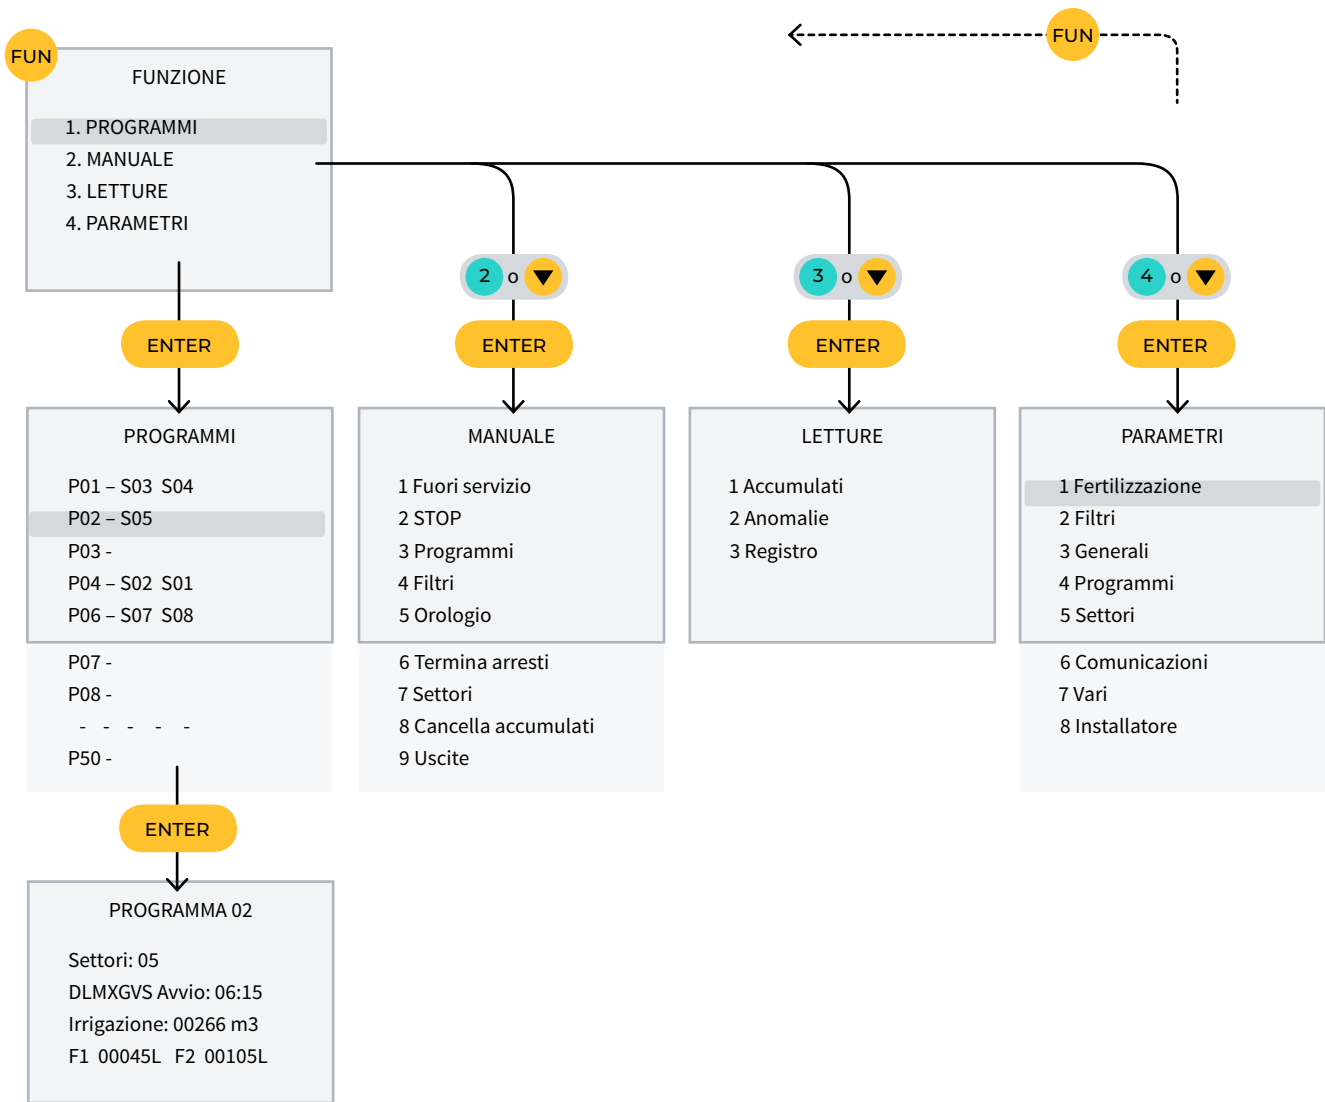 FUN
FUN
FUNZIONE
1. PROGRAMMI
2. MANUALE
3. LETTURE
4. PARAMETRI
2 o
3 o
4 o
ENTER
ENTER
ENTER
ENTER
PROGRAMMI
P01 – S03 S04
P02 – S05
P03 -
P04 – S02 S01
P06 – S07 S08
P07 -
P08 -
- - - - -
P50 -
MANUALE
1 Fuori servizio
2 STOP
3 Programmi
4 Filtri
5 Orologio
6 Termina arresti
7 Settori
8 Cancella accumulati
9 Uscite
LETTURE
1 Accumulati
2 Anomalie
3 Registro
PARAMETRI
1 Fertilizzazione
2 Filtri
3 Generali
4 Programmi
5 Settori
6 Comunicazioni
7 Vari
8 Installatore
ENTER
PROGRAMMA 02
Settori: 05
DLMXGVS Avvio: 06:15
Irrigazione: 00266 m3
F1 00045L F2 00105L